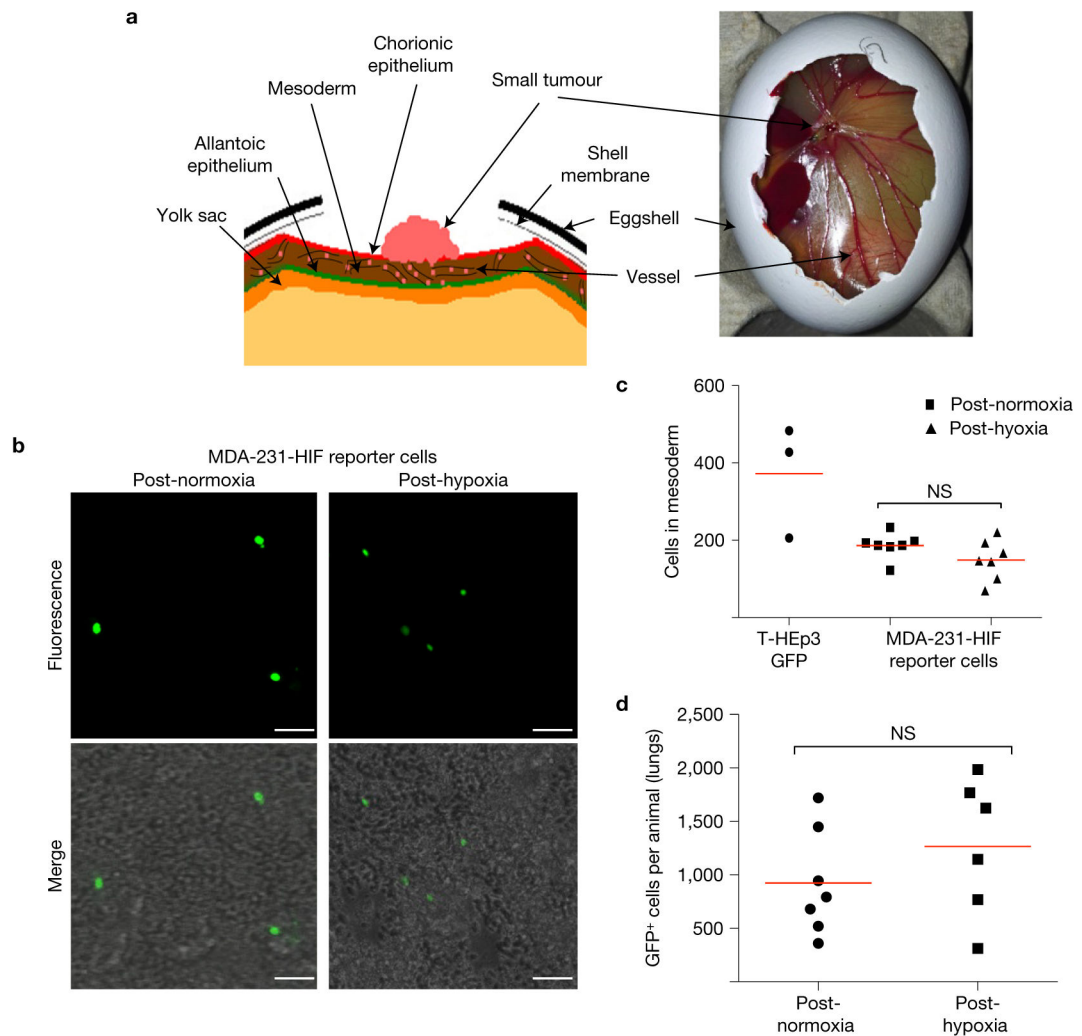 a
Chorionic
epithelium
Mesoderm
Small tumour
Allantoic
epithelium
Shell
membrane
Yolk sac
Eggshell
Vessel
b
MDA-231-HIF reporter cells
Post-normoxia
Post-hypoxia
Fluorescence
Merge
c
600
400
200
Cells in mesoderm
Post-normoxia
Post-hyoxia
NS
T-HEp3
GFP
MDA-231-HIF
reporter cells
d
2,500
2,000
1,500
1,000
500
GFP+ cells per animal (lungs)
NS
Post-
normoxia
Post-
hypoxia